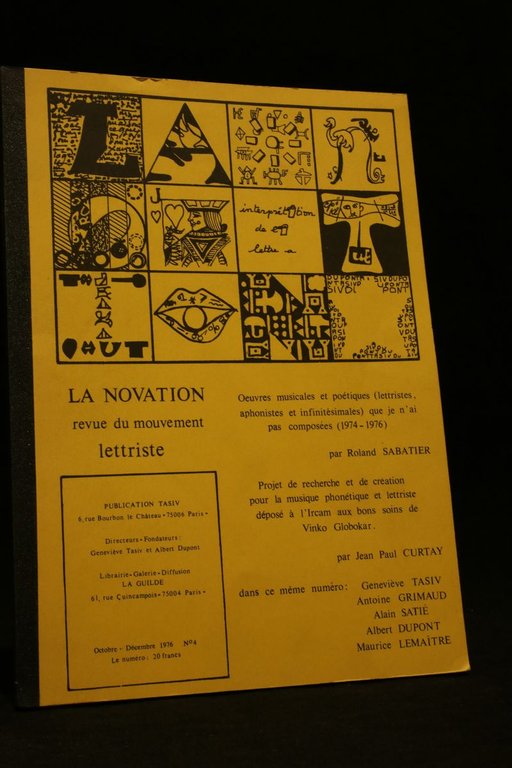 J
interprétation
de
lettre a
LA NOVATION
revue du mouvement
lettriste
PUBLICATION TASIV
6, rue Bourbon le Château - 75006 Paris -
Directeurs - Fondateurs :
Geneviève Tasiv et Albert Dupont
Librairie - Galerie - Diffusion
LA GUILDE
61, rue Quincampois - 75004 Paris -
Octobre - Décembre 1976 Nº4
Le numéro : 20 francs
Oeuvres musicales et poétiques (lettristes,
aphonistes et infinitésimales) que je n'ai
pas composées (1974 - 1976)
par Roland SABATIER
Projet de recherche et de création
pour la musique phonétique et lettriste
déposé à l'Ircam aux bons soins de
Vinko Globokar.
par Jean Paul CURTAY
dans ce même numéro : Geneviève TASIV
Antoine GRIMAUD
Alain SATIÉ
Albert DUPONT
Maurice LEMAÎTRE